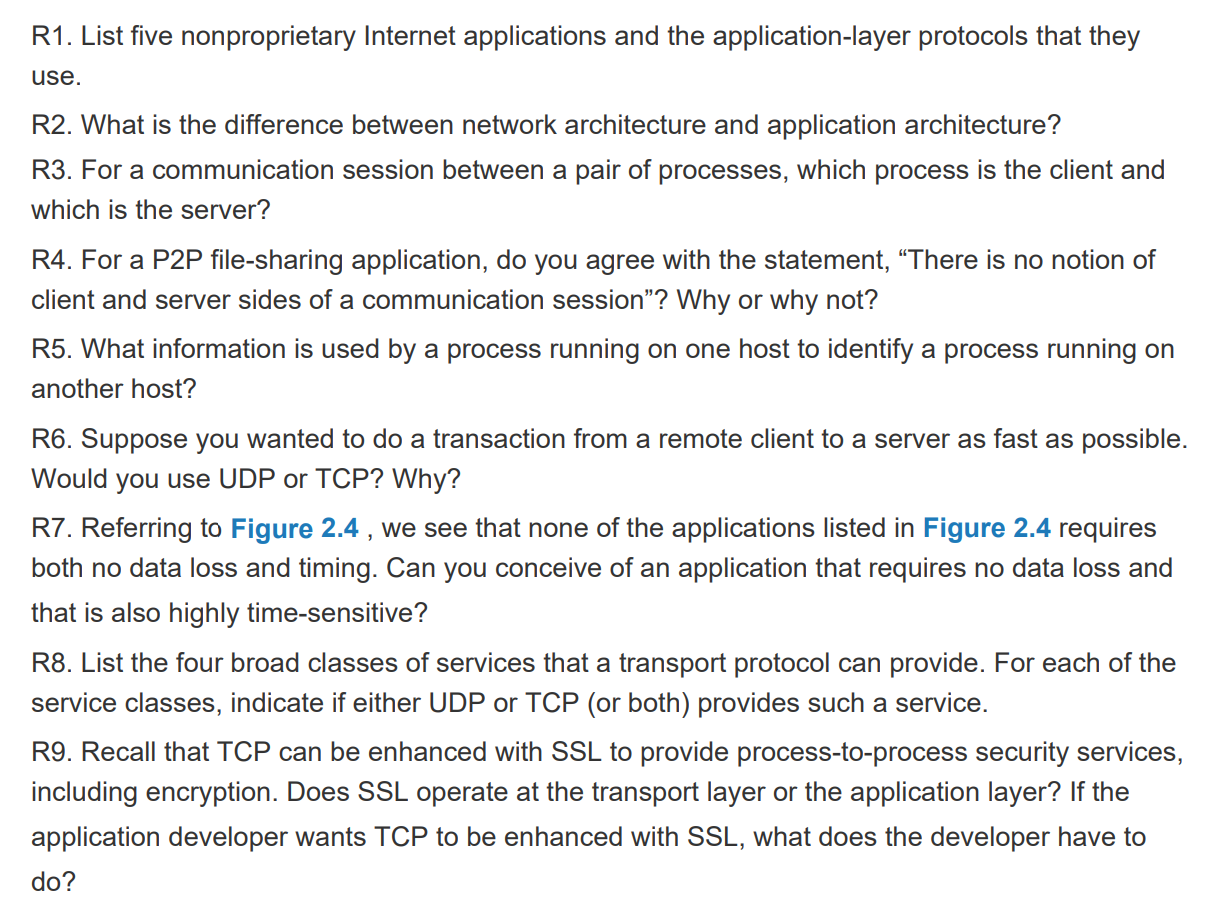 R1. List five nonproprietary Internet applications and the application-layer protocols that they
use.
R2. What is the difference between network architecture and application architecture?
R3. For a communication session between a pair of processes, which process is the client and
which is the server?
R4. For a P2P file-sharing application, do you agree with the statement, “There is no notion of
client and server sides of a communication session”? Why or why not?
R5. What information is used by a process running on one host to identify a process running on
another host?
R6. Suppose you wanted to do a transaction from a remote client to a server as fast as possible.
Would you use UDP or TCP? Why?
R7. Referring to Figure 2.4 , we see that none of the applications listed in Figure 2.4 requires
both no data loss and timing. Can you conceive of an application that requires no data loss and
that is also highly time-sensitive?
R8. List the four broad classes of services that a transport protocol can provide. For each of the
service classes, indicate if either UDP or TCP (or both) provides such a service.
R9. Recall that TCP can be enhanced with SSL to provide process-to-process security services,
including encryption. Does SSL operate at the transport layer or the application layer? If the
application developer wants TCP to be enhanced with SSL, what does the developer have to
do?